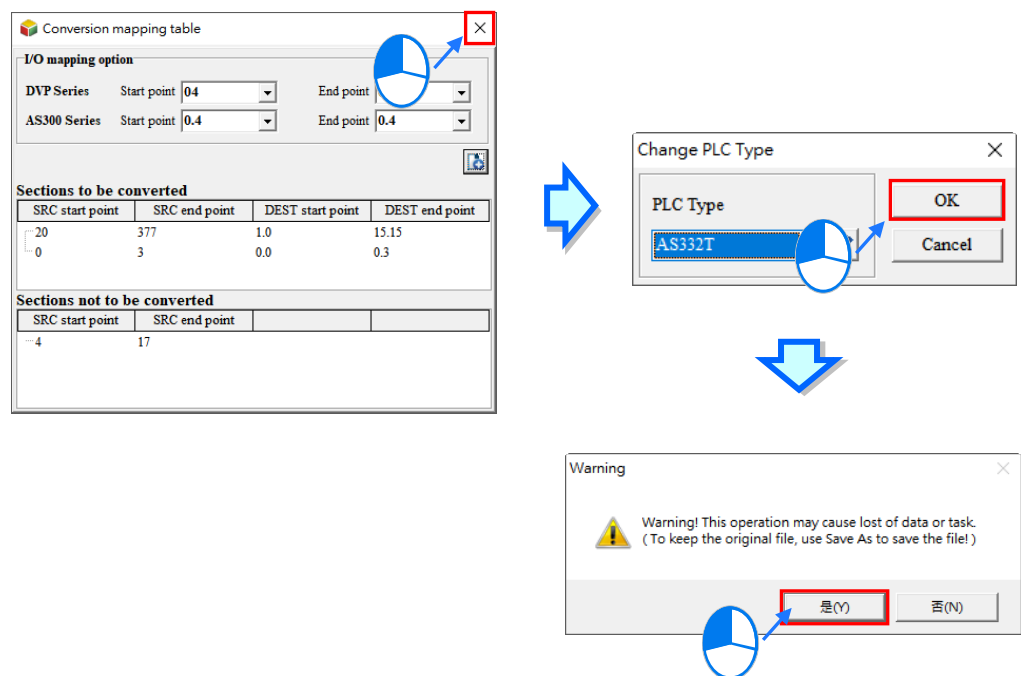 Conversion mapping table
I/O mapping option
DVP Series Start point 04 End point
AS300 Series Start point 0.4 End point 0.4
Sections to be converted
SRC start point SRC end point DEST start point DEST end point
20 377 1.0 15.15
0 3 0.0 0.3
Sections not to be converted
SRC start point SRC end point
4 17
Change PLC Type
PLC Type
OK
AS332T
Cancel
Warning
Warning! This operation may cause lost of data or task.
( To keep the original file, use Save As to save the file! )
是(Y) 否(N)